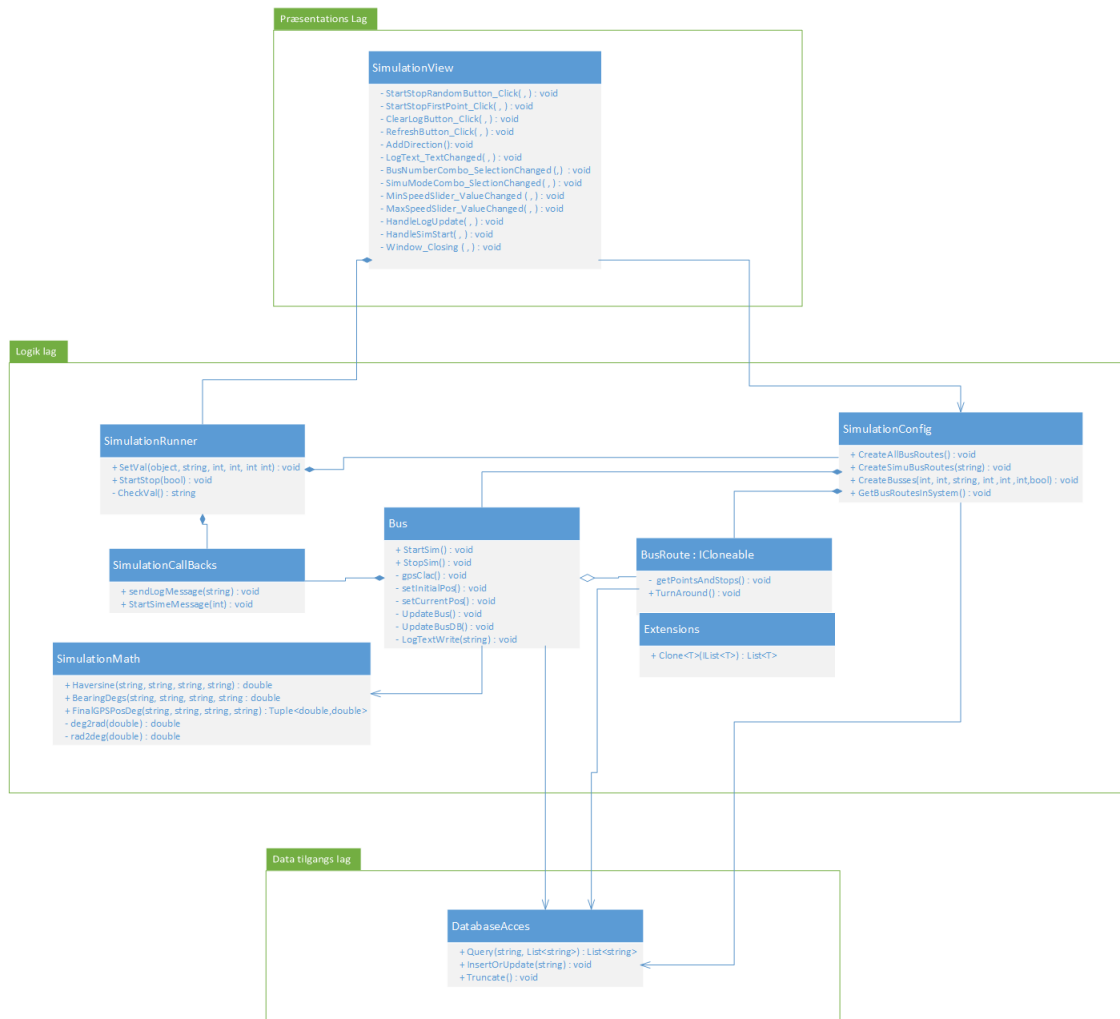 Præsentations Lag
SimulationView
- StartStopRandomButton_Click( , ) : void
- StartStopFirstPoint_Click( , ) : void
- ClearLogButton_Click( , ) : void
- RefreshButton_Click( , ) : void
- AddDirection(): void
- LogText_TextChanged( , ) : void
- BusNumberCombo_SelectionChanged( ,)  : void
- SimuModeCombo_SlectionChanged( , ) : void
- MinSpeedSlider_ValueChanged ( , ) : void
- MaxSpeedSlider_ValueChanged( , ) : void
- HandleLogUpdate( , ) : void
- HandleSimStart( , ) : void
- Window_Closing ( , ) : void
Logik lag
SimulationRunner
+ SetVal(object, string, int, int, int int) : void
+ StartStop(bool) : void
- CheckVal() : string
SimulationConfig
+ CreateAllBusRoutes() : void
+ CreateSimuBusRoutes(string) : void
+ CreateBusses(int, int, string, int ,int ,int,bool) : void
+ GetBusRoutesInSystem() : void
Bus
+ StartSim() : void
+ StopSim() : void
- gpsClac() : void
- setInitialPos() : void
- setCurrentPos() : void
- UpdateBus() : void
- UpdateBusDB() : void
- LogTextWrite(string) : void
SimulationCallBacks
+ sendLogMessage(string) : void
+ StartSimeMessage(int) : void
BusRoute : ICloneable
- getPointsAndStops() : void
+ TurnAround() : void
Extensions
+ Clone<T>(IList<T>) : List<T>
SimulationMath
+ Haversine(string, string, string, string) : double
+ BearingDegs(string, string, string, string : double
+ FinalGPSPosDeg(string, string, string, string) : Tuple<double,double>
- deg2rad(double) : double
- rad2deg(double) : double
Data tilgangs lag
DatabaseAcces
+ Query(string, List<string>) : List<string>
+ InsertOrUpdate(string) : void
+ Truncate() : void